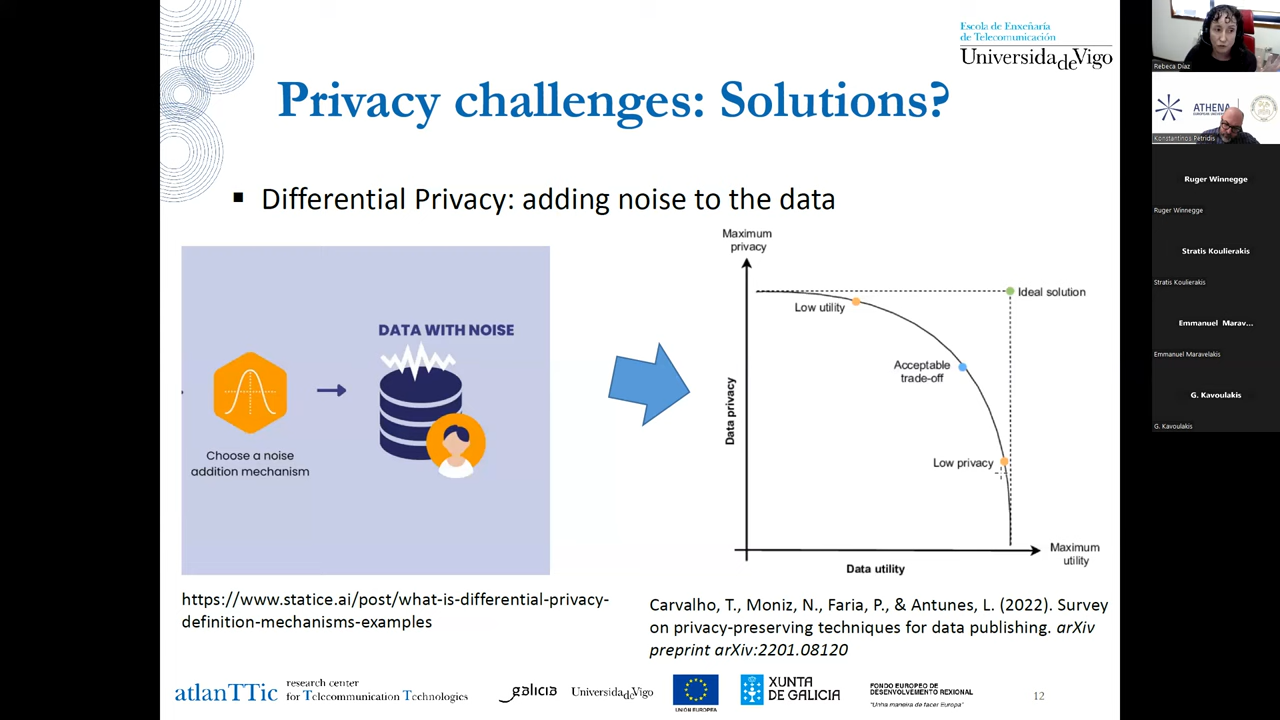 Escola de Enxeñaría
de Telecomunicación
Universidade Vigo
Privacy challenges: Solutions?
▪ Differential Privacy: adding noise to the data
Choose a noise
addition mechanism
DATA WITH NOISE
Maximum
privacy
Low utility
Ideal solution
Acceptable
trade-off
Data privacy
Low privacy
Maximum
utility
Data utility
https://www.statice.ai/post/what-is-differential-privacy-
definition-mechanisms-examples
Carvalho, T., Moniz, N., Faria, P., & Antunes, L. (2022). Survey
on privacy-preserving techniques for data publishing. arXiv
preprint arXiv:2201.08120
atlanTTic
research center
for Telecommunication Technologies
galicia
UniversidadeVigo
UNIÓN EUROPEA
XUNTA
DE GALICIA
FONDO EUROPEO DE
DESENVOLVEMENTO REXIONAL
"Unha maneira de facer Europa"
12
Rebeca Díaz
ATHENA
Konstantinos Petridis
Ruger Winnegge
Ruger Winnegge
Stratis Koulierakis
Stratis Koulierakis
Emmanuel Marav...
Emmanuel Maravelakis
G. Kavoulakis
G. Kavoulakis